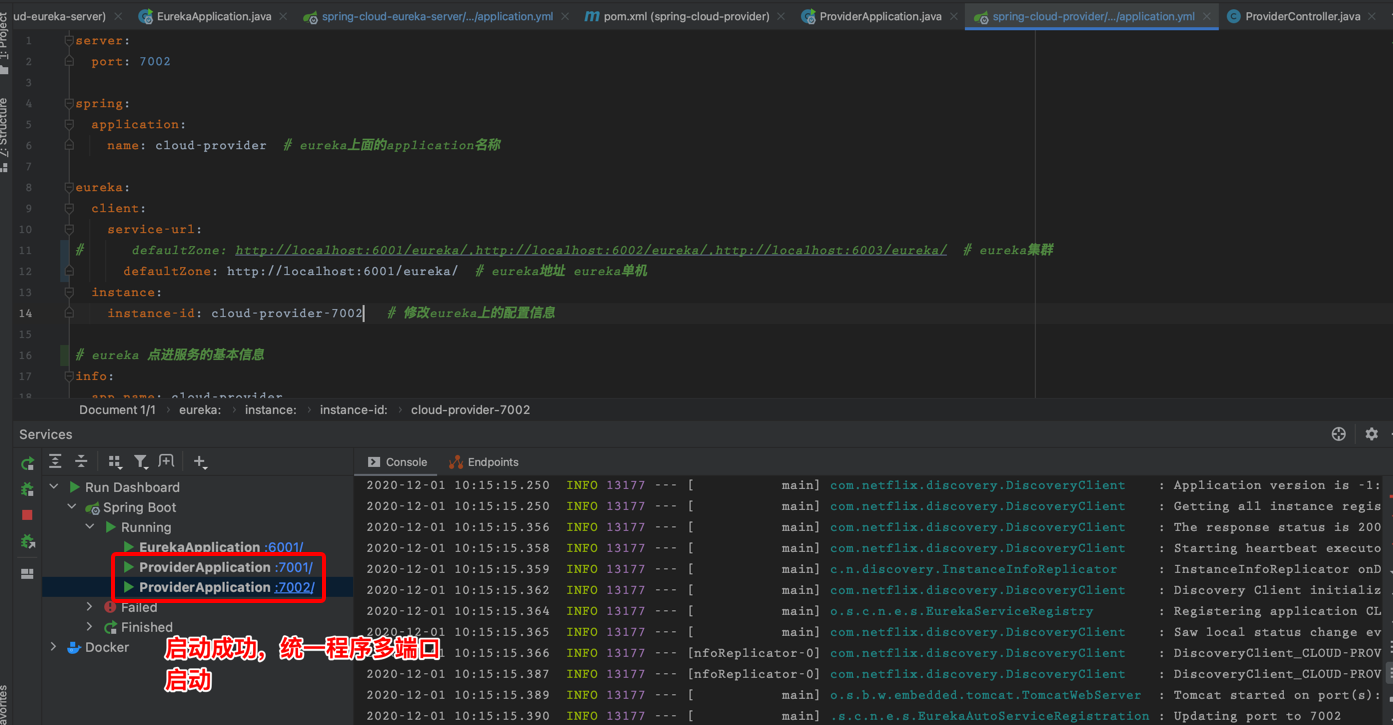 ud-eureka-server) × EurekaApplication.java × spring-cloud-eureka-server/.../application.yml × pom.xml (spring-cloud-provider) × ProviderApplication.java × spring-cloud-provider/.../application.yml × ProviderController.java ×
1: Project
Z: Structure
1 server:
2 port: 7002
3
4 spring:
5 application:
6 name: cloud-provider # eureka上面的application名称
7
8 eureka:
9 client:
10 service-url:
11 # defaultZone: http://localhost:6001/eureka/,http://localhost:6002/eureka/,http://localhost:6003/eureka/ # eureka集群
12 defaultZone: http://localhost:6001/eureka/ # eureka地址 eureka单机
13 instance:
14 instance-id: cloud-provider-7002 # 修改eureka上的配置信息
15
16 # eureka 点进服务的基本信息
17 info:
18 app.name: cloud-provider
Document 1/1 › eureka: › instance: › instance-id: › cloud-provider-7002
Services
Console Endpoints
Run Dashboard
Spring Boot
Running
EurekaApplication :6001/
ProviderApplication :7001/
ProviderApplication :7002/
Failed
Finished
Docker
启动成功，统一程序多端口
启动
2020-12-01 10:15:15.250 INFO 13177 --- [ main] com.netflix.discovery.DiscoveryClient : Application version is -1:
2020-12-01 10:15:15.250 INFO 13177 --- [ main] com.netflix.discovery.DiscoveryClient : Getting all instance regis
2020-12-01 10:15:15.356 INFO 13177 --- [ main] com.netflix.discovery.DiscoveryClient : The response status is 200
2020-12-01 10:15:15.358 INFO 13177 --- [ main] com.netflix.discovery.DiscoveryClient : Starting heartbeat executo
2020-12-01 10:15:15.359 INFO 13177 --- [ main] c.n.discovery.InstanceInfoReplicator : InstanceInfoReplicator onD
2020-12-01 10:15:15.362 INFO 13177 --- [ main] com.netflix.discovery.DiscoveryClient : Discovery Client initializ
2020-12-01 10:15:15.364 INFO 13177 --- [ main] o.s.c.n.e.s.EurekaServiceRegistry : Registering application CL
2020-12-01 10:15:15.365 INFO 13177 --- [ main] com.netflix.discovery.DiscoveryClient : Saw local status change ev
10:15:15.366 INFO 13177 --- [nfoReplicator-0] com.netflix.discovery.DiscoveryClient : DiscoveryClient_CLOUD-PROV
2020-12-01 10:15:15.387 INFO 13177 --- [nfoReplicator-0] com.netflix.discovery.DiscoveryClient : DiscoveryClient_CLOUD-PROV
2020-12-01 10:15:15.389 INFO 13177 --- [ main] o.s.b.w.embedded.tomcat.TomcatWebServer : Tomcat started on port(s):
2020-12-01 10:15:15.390 INFO 13177 --- [ main] .s.c.n.e.s.EurekaAutoServiceRegistration : Updating port to 7002
avorites